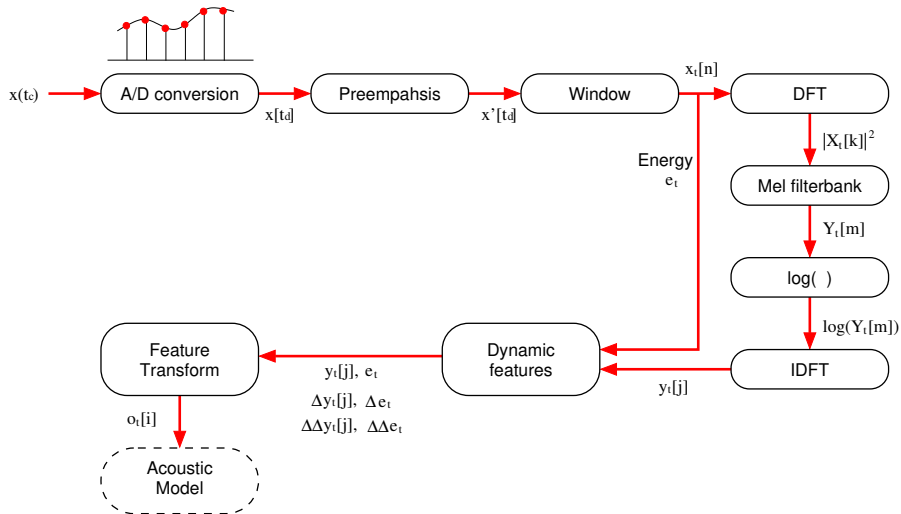 x(tc)
A/D conversion
x[td]
Preempahsis
x'[td]
Window
xt[n]
DFT
|Xt[k]|²
Energy
et
Mel filterbank
Yt[m]
log( )
log(Yt[m])
IDFT
yt[j]
Dynamic
features
yt[j], et
Δyt[j], Δet
ΔΔyt[j], ΔΔet
Feature
Transform
ot[i]
Acoustic
Model